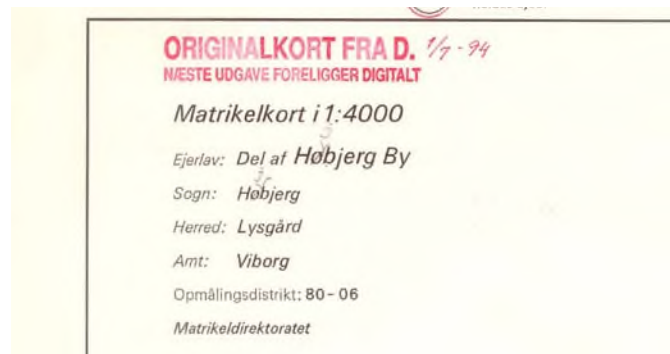 ORIGINALKORT FRA D. 1/7 - 94
NÆSTE UDGAVE FORELIGGER DIGITALT
Matrikelkort i 1:4000
Ejerlav: Del af Høbjerg By
Sogn: Høbjerg
Herred: Lysgård
Amt: Viborg
Opmålingsdistrikt: 80-06
Matrikeldirektoratet